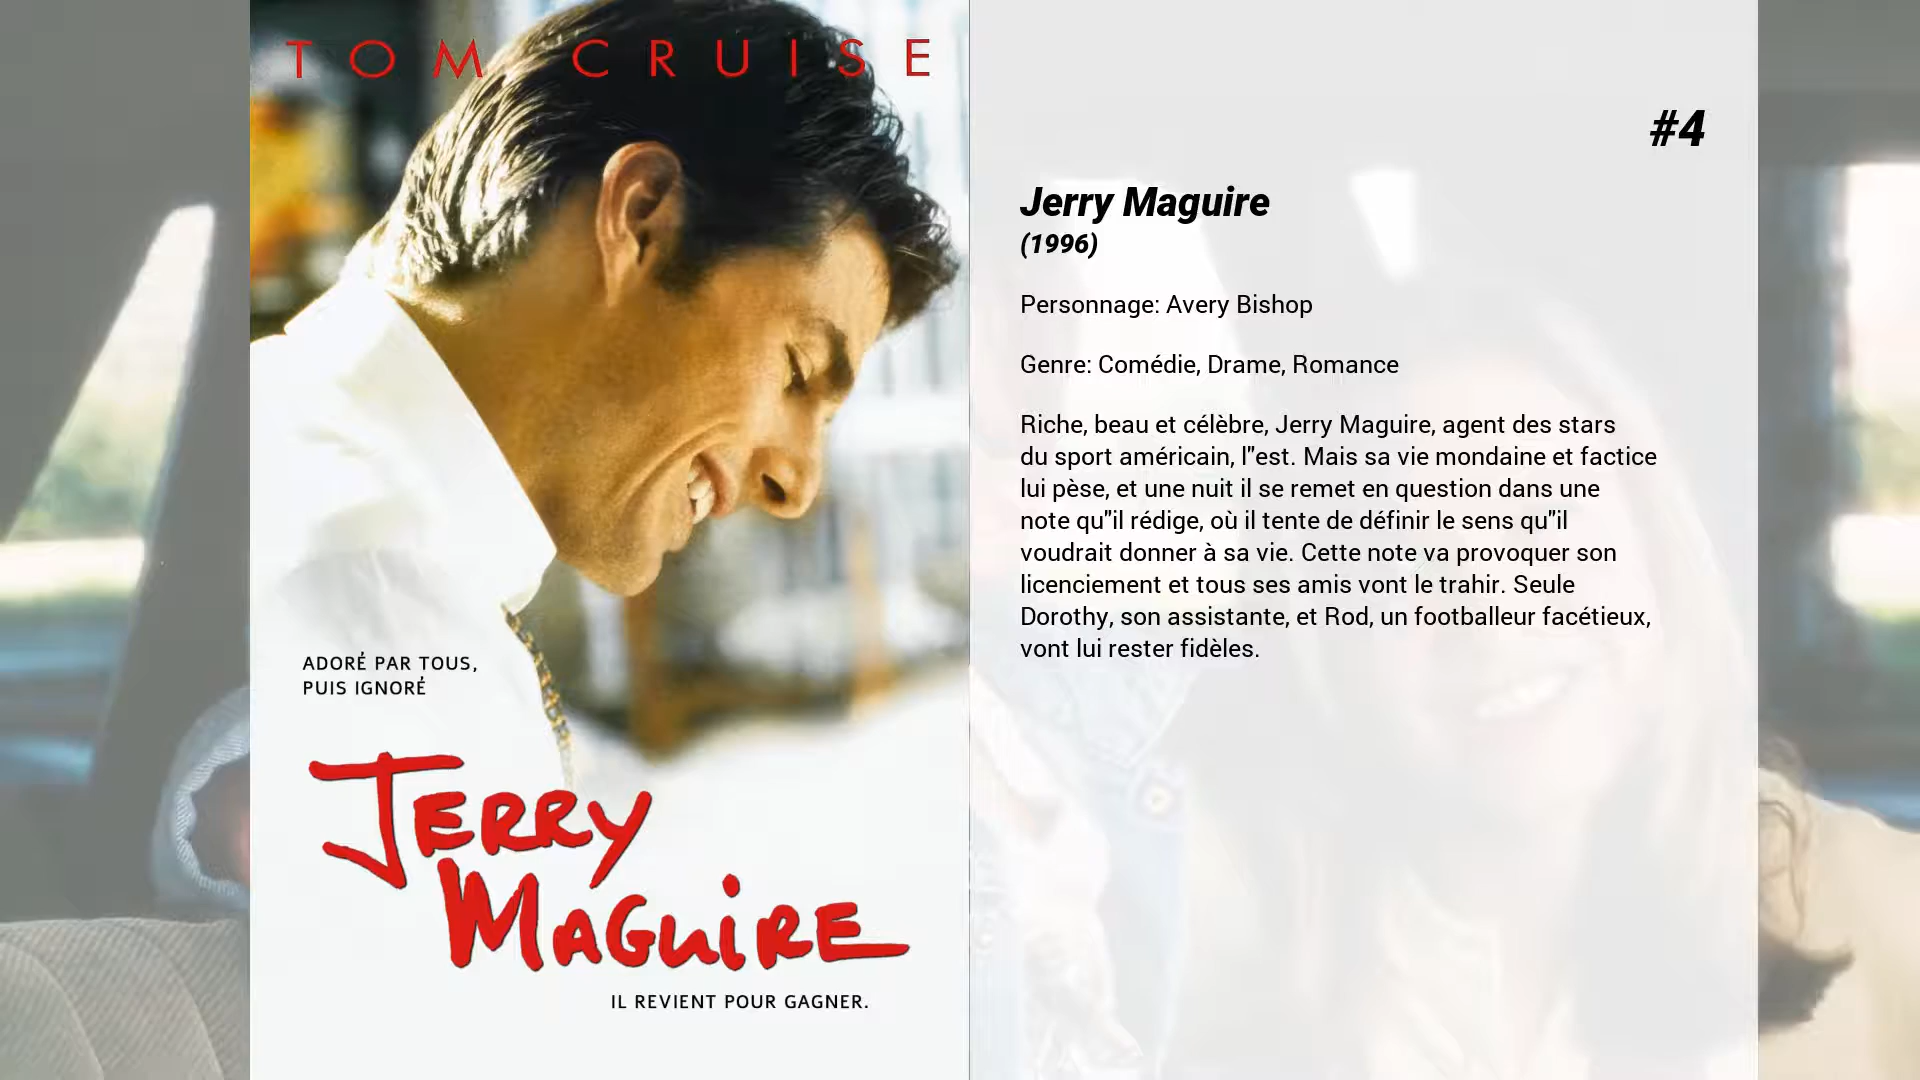 TOM CRUISE
ADORÉ PAR TOUS,
PUIS IGNORÉ
JERRY
MAGUIRE
IL REVIENT POUR GAGNER.
#4
Jerry Maguire
(1996)
Personnage: Avery Bishop
Genre: Comédie, Drame, Romance
Riche, beau et célèbre, Jerry Maguire, agent des stars
du sport américain, l"est. Mais sa vie mondaine et factice
lui pèse, et une nuit il se remet en question dans une
note qu"il rédige, où il tente de définir le sens qu"il
voudrait donner à sa vie. Cette note va provoquer son
licenciement et tous ses amis vont le trahir. Seule
Dorothy, son assistante, et Rod, un footballeur facétieux,
vont lui rester fidèles.